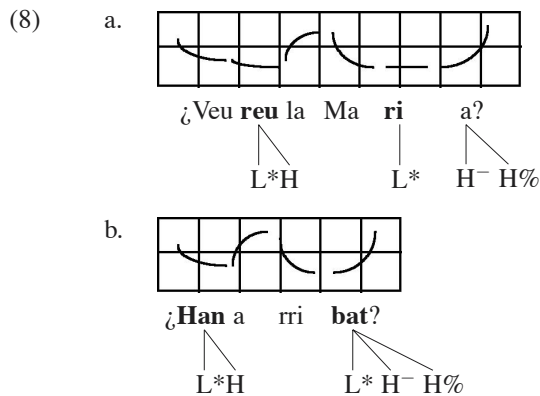 (8) a.
¿Veu reu la Ma ri a?
L*H L* H⁻ H%
b.
¿Han a rri bat?
L*H L* H⁻ H%